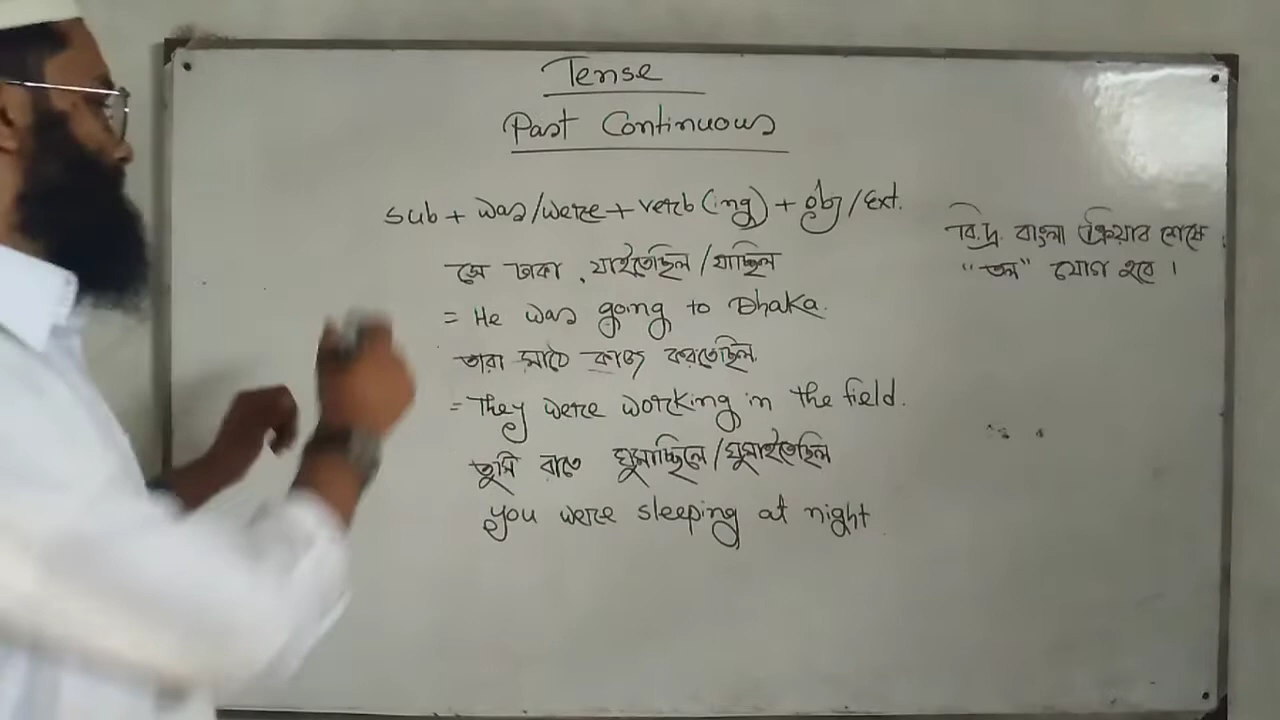 Tense
Past Continuous
sub + was/were + verb (ing) + obj/Ext.
সে ঢাকা যাইতেছিল/যাচ্ছিল
= He was going to Dhaka.
তারা মাঠে কাজ করতেছিল.
= They were working in the field.
তুমি রাতে ঘুমাচ্ছিলে/ঘুমাইতেছিল
you were sleeping at night
বি.দ্র. বাংলা ক্রিয়ার শেষে
যোগ হবে।